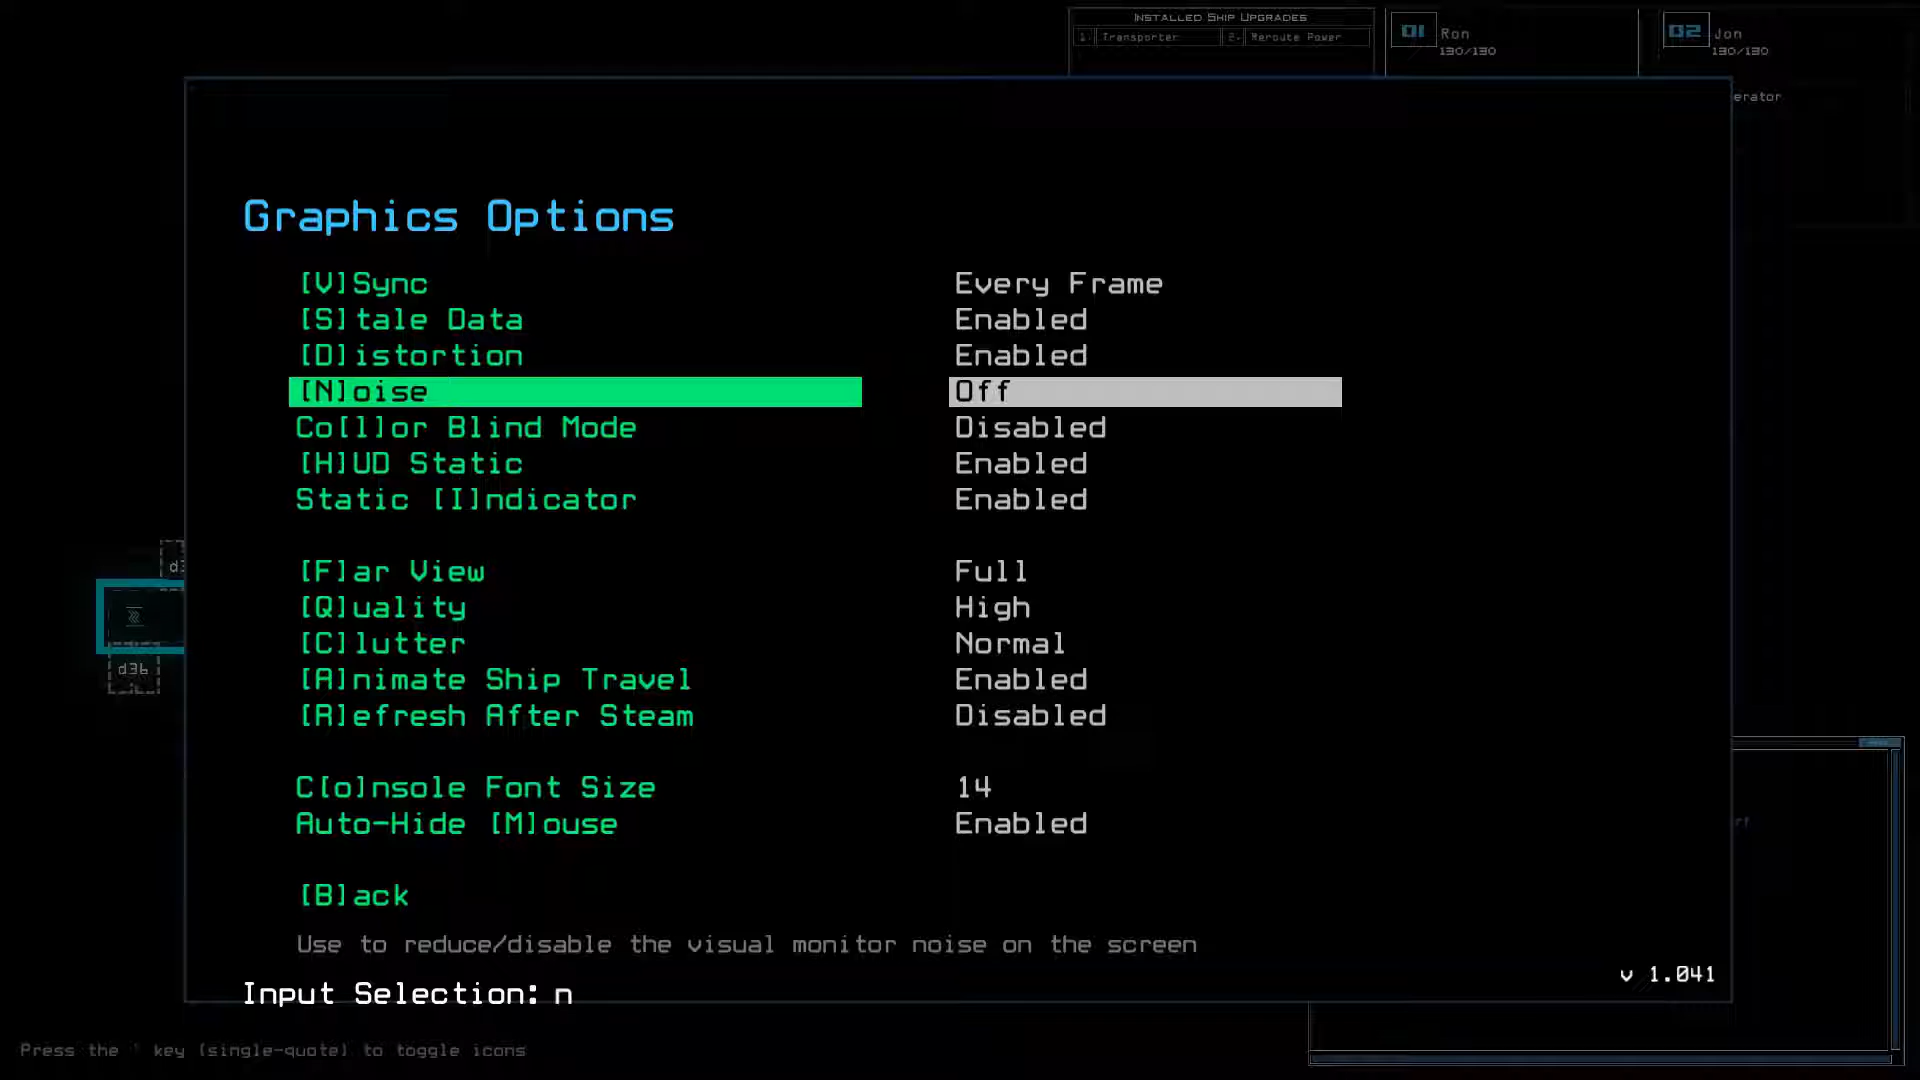 Installed Ship Upgrades
1. Transporter 2. Reroute Power
01 Ron
130/130
02 Jon
130/130
erator
Graphics Options
[V]Sync Every Frame
[S]tale Data Enabled
[D]istortion Enabled
[N]oise Off
Co[l]or Blind Mode Disabled
[H]UD Static Enabled
Static [I]ndicator Enabled
[F]ar View Full
[Q]uality High
[C]lutter Normal
[A]nimate Ship Travel Enabled
[R]efresh After Steam Disabled
C[o]nsole Font Size 14
Auto-Hide [M]ouse Enabled
[B]ack
Use to reduce/disable the visual monitor noise on the screen
v 1.041
Input Selection: n
d36
Press the ' key (single-quote) to toggle icons